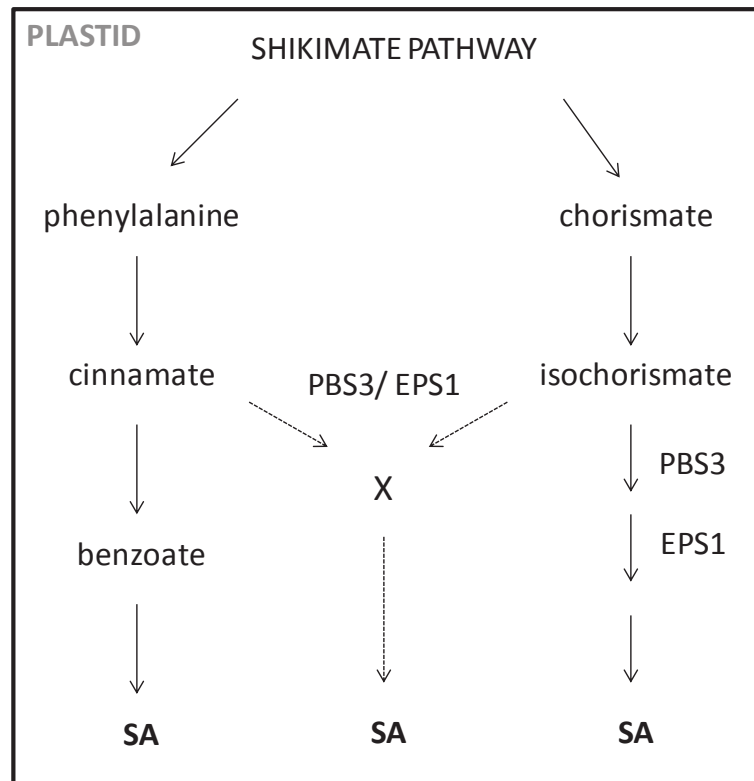 PLASTID
SHIKIMATE PATHWAY
phenylalanine
chorismate
cinnamate
PBS3/ EPS1
isochorismate
PBS3
X
EPS1
benzoate
SA
SA
SA